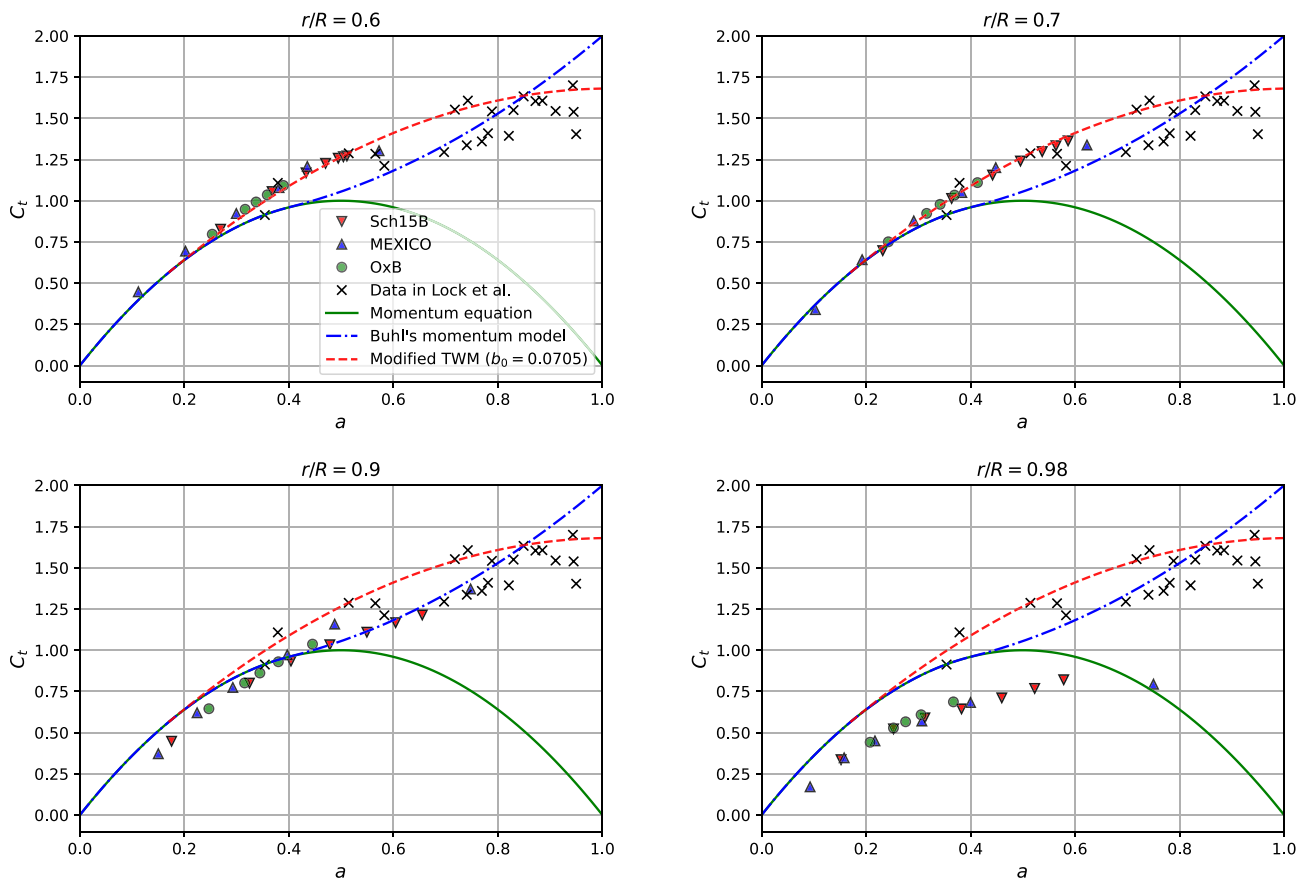 r/R = 0.6
2.00
1.75
1.50
1.25
1.00
0.75
0.50
0.25
0.00
C_t
Sch15B
MEXICO
OxB
Data in Lock et al.
Momentum equation
Buhl's momentum model
Modified TWM (b_0 = 0.0705)
0.0 0.2 0.4 0.6 0.8 1.0
a
r/R = 0.7
2.00
1.75
1.50
1.25
1.00
0.75
0.50
0.25
0.00
0.0 0.2 0.4 0.6 0.8 1.0
a
r/R = 0.9
2.00
1.75
1.50
1.25
1.00
0.75
0.50
0.25
0.00
C_t
0.0 0.2 0.4 0.6 0.8 1.0
a
r/R = 0.98
2.00
1.75
1.50
1.25
1.00
0.75
0.50
0.25
0.00
0.0 0.2 0.4 0.6 0.8 1.0
a